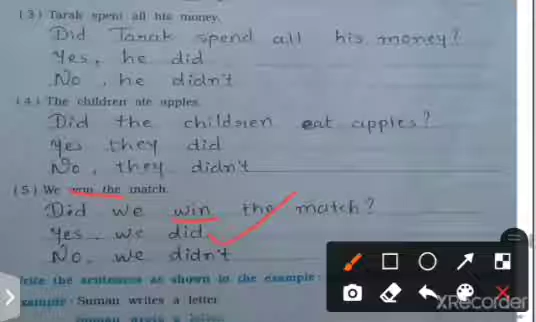 (3) Tarak spent all his money.
Did Tarak spend all his money?
Yes, he did
No, he didn't
(4) The children ate apples.
Did the children eat apples?
Yes they did
No, they didn't
(5) We won the match.
Did we win the match?
Yes, we did
No, we didn't
Write the sentences as shown in the example:
Example: Suman writes a letter.
XRecorder